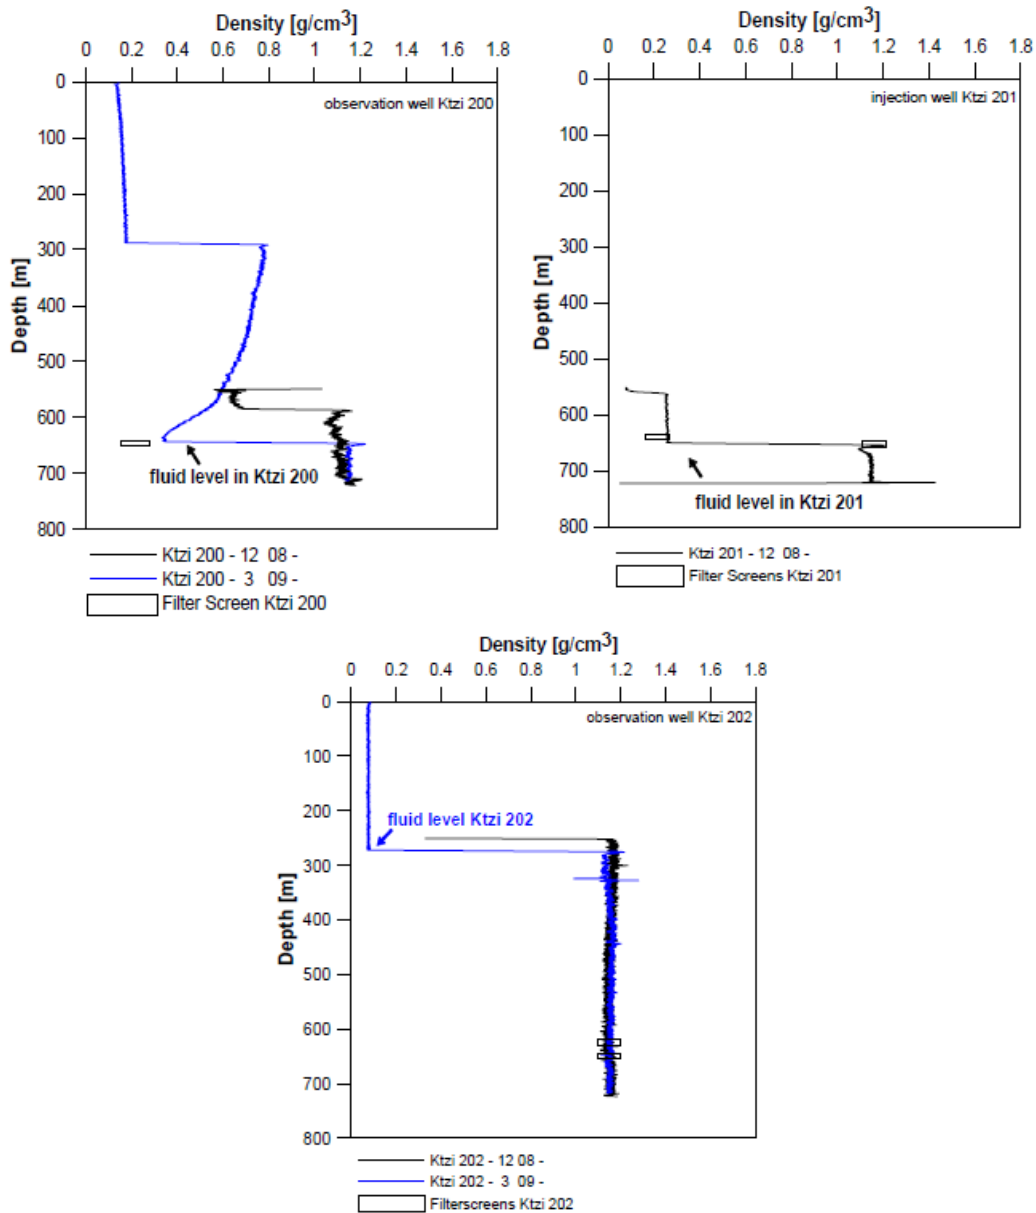 Density [g/cm3]
0 0.2 0.4 0.6 0.8 1 1.2 1.4 1.6 1.8
0
100
200
300
400
500
600
700
800
Depth [m]
observation well Ktzi 200
fluid level in Ktzi 200
Ktzi 200 - 12 08 -
Ktzi 200 - 3 09 -
Filter Screen Ktzi 200
Density [g/cm3]
0 0.2 0.4 0.6 0.8 1 1.2 1.4 1.6 1.8
0
100
200
300
400
500
600
700
800
Depth [m]
injection well Ktzi 201
fluid level in Ktzi 201
Ktzi 201 - 12 08 -
Filter Screens Ktzi 201
Density [g/cm3]
0 0.2 0.4 0.6 0.8 1 1.2 1.4 1.6 1.8
0
100
200
300
400
500
600
700
800
Depth [m]
observation well Ktzi 202
fluid level Ktzi 202
Ktzi 202 - 12 08 -
Ktzi 202 - 3 09 -
Filterscreens Ktzi 202